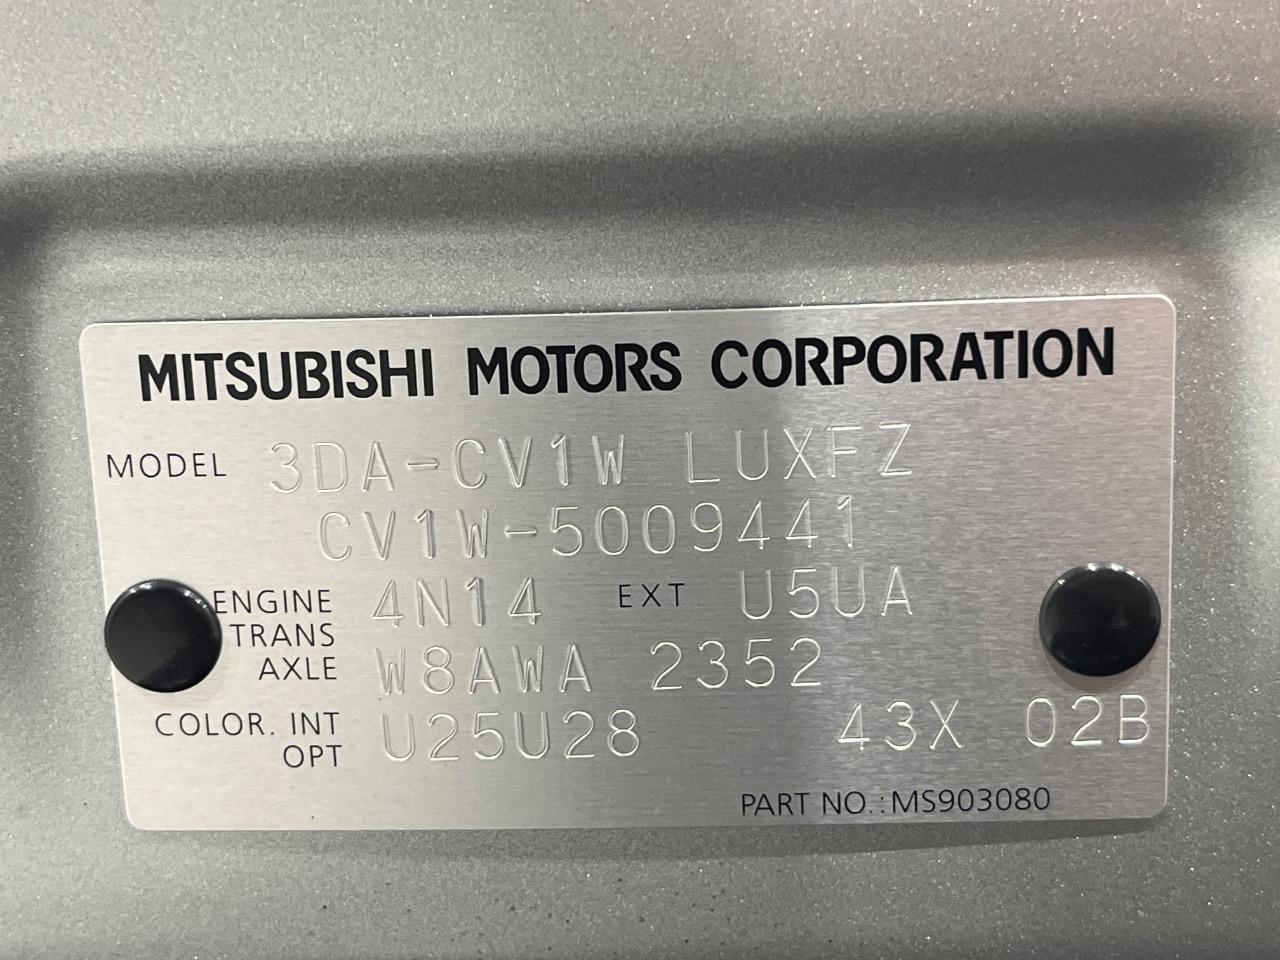 MITSUBISHI MOTORS CORPORATION
MODEL 3DA-CV1W LUXFZ
CV1W-5009441
ENGINE 4N14 EXT U5UA
TRANS
AXLE W8AWA 2352
COLOR. INT
OPT U25U28 43X 02B
PART NO.:MS903080